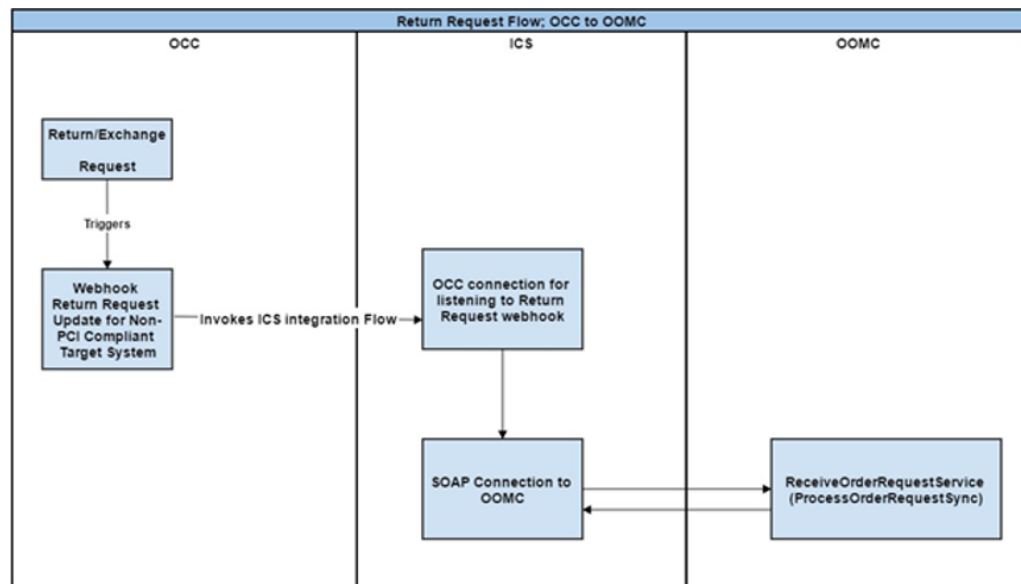 Return Request Flow; OCC to OOMC
OCC
ICS
OOMC
Return/Exchange
Request
Triggers
Webhook
Return Request
Update for Non-
PCI Compliant
Target System
Invokes ICS integration Flow
OCC connection for
listening to Return
Request webhook
SOAP Connection to
OOMC
ReceiveOrderRequestService
(ProcessOrderRequestSync)